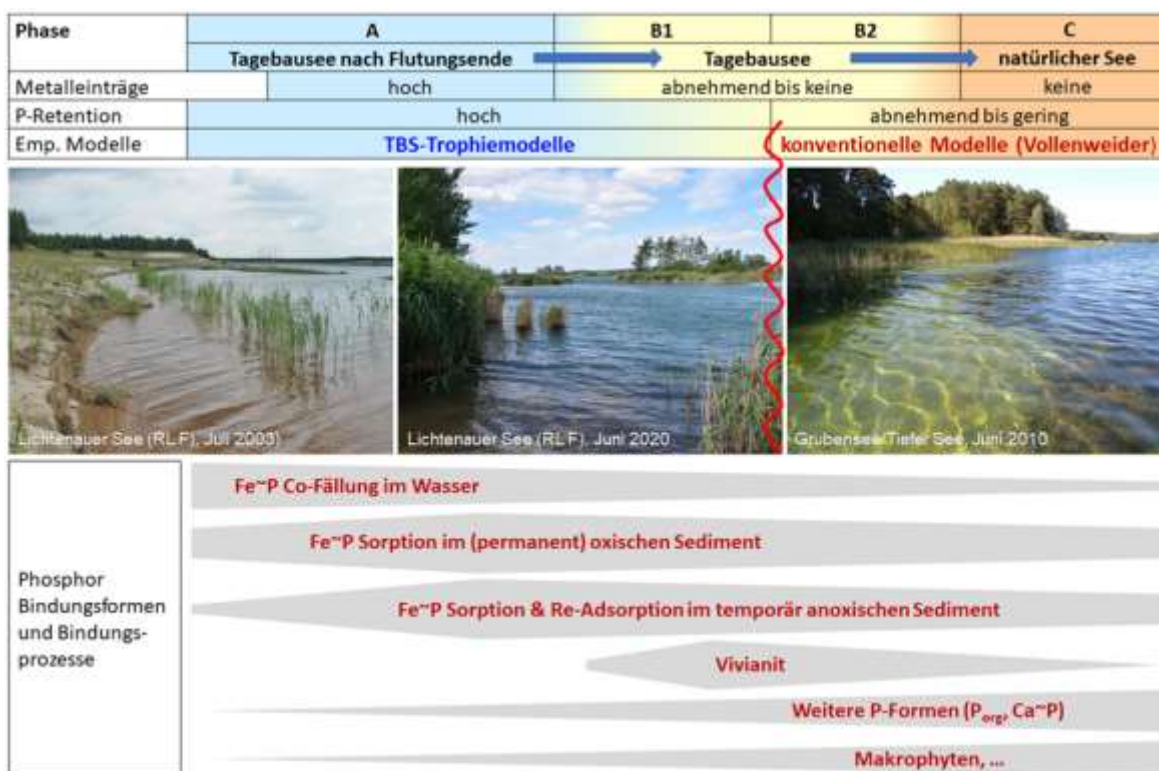 Phase A B1 B2 C
Tagebausee nach Flutungsende Tagebausee natürlicher See
Metalleinträge hoch abnehmend bis keine keine
P-Retention hoch abnehmend bis gering
Emp. Modelle TBS-Trophiemodelle konventionelle Modelle (Vollenweider)
Lichtenauer See (RL F), Juli 2003) Lichtenauer See (RL F), Juni 2020 Grubensee/Tiefer See, Juni 2010
Fe~P Co-Fällung im Wasser
Fe~P Sorption im (permanent) oxischen Sediment
Phosphor
Bindungsformen
und Bindungs-
prozesse
Fe~P Sorption & Re-Adsorption im temporär anoxischen Sediment
Vivianit
Weitere P-Formen (Porg, Ca~P)
Makrophyten, ...